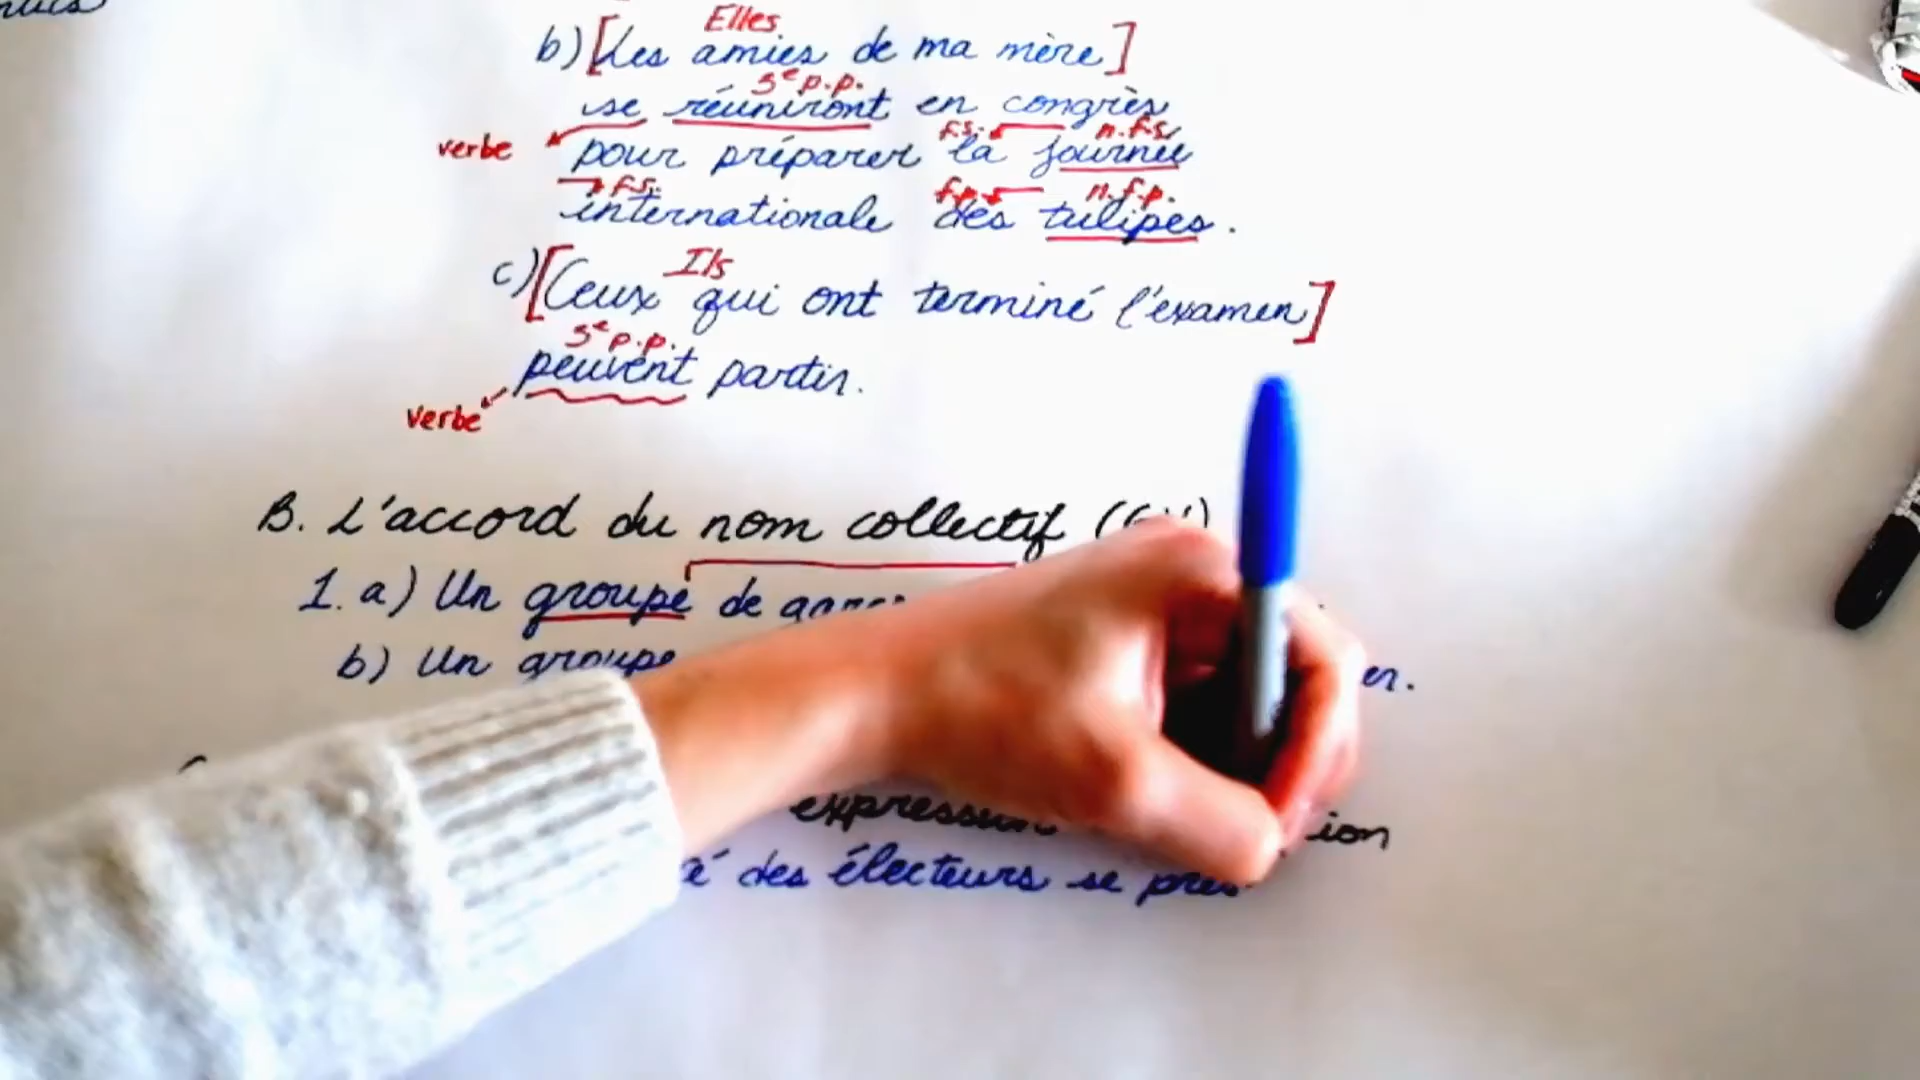 Elles
b) [Les amies de ma mère]
3e p.p.
se réuniront en congrès
verbe f.s. n.f.s.
pour préparer la journée
f.s. f.p. n.f.p.
internationale des tulipes.
Ils
c) [Ceux qui ont terminé l'examen]
3e p.p.
peuvent partir.
verbe
B. L'accord du nom collectif
1. a) Un groupe de
b) Un groupe er.
expression ion
é des électeurs se prés